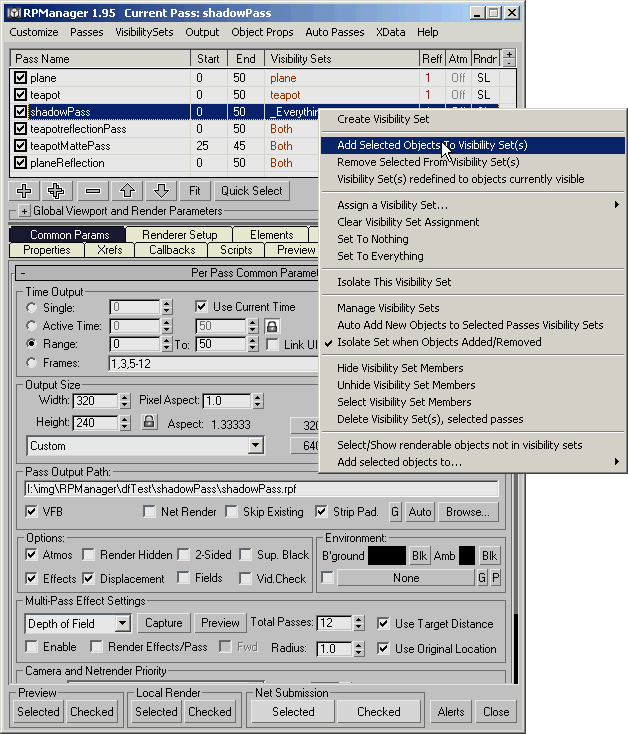 RPManager 1.95 Current Pass: shadowPass
Customize Passes VisibilitySets Output Object Props Auto Passes XData Help
Pass Name Start End Visibility Sets Reff Atm Rndr
plane 0 50 plane 1 Off SL
teapot 0 50 teapot 1 Off SL
shadowPass 0 50
teapotreflectionPass 0 50 Both
teapotMattePass 25 45 Both
planeReflection 0 50 Both
Fit Quick Select
+ Global Viewport and Render Parameters
Common Params Renderer Setup Elements
Properties Xrefs Callbacks Scripts Preview
Create Visibility Set
Add Selected Objects To Visibility Set(s)
Remove Selected From Visibility Set(s)
Visibility Set(s) redefined to objects currently visible
Assign a Visibility Set...
Clear Visibility Set Assignment
Set To Nothing
Set To Everything
Isolate This Visibility Set
Manage Visibility Sets
Auto Add New Objects to Selected Passes Visibility Sets
Isolate Set when Objects Added/Removed
Hide Visibility Set Members
Unhide Visibility Set Members
Select Visibility Set Members
Delete Visibility Set(s), selected passes
Select/Show renderable objects not in visibility sets
Add selected objects to...
Time Output
Single: 0 Use Current Time
Active Time: 0 50
Range: 0 To: 50 Link UI
Frames: 1,3,5-12
Output Size
Width: 320 Pixel Aspect: 1.0
Height: 240 Aspect: 1.33333
Custom
Pass Output Path:
I:\img\RPManager\dfTest\shadowPass\shadowPass.rpf
VFB Net Render Skip Existing Strip Pad. G Auto Browse...
Options: Environment:
Atmos Render Hidden 2-Sided Sup. Black B'ground Blk Amb Blk
Effects Displacement Fields Vid.Check None G P
Multi-Pass Effect Settings
Depth of Field Capture Preview Total Passes: 12 Use Target Distance
Enable Render Effects/Pass Fwd Radius: 1.0 Use Original Location
Camera and Netrender Priority
Preview Local Render Net Submission
Selected Checked Selected Checked Selected Checked Alerts Close